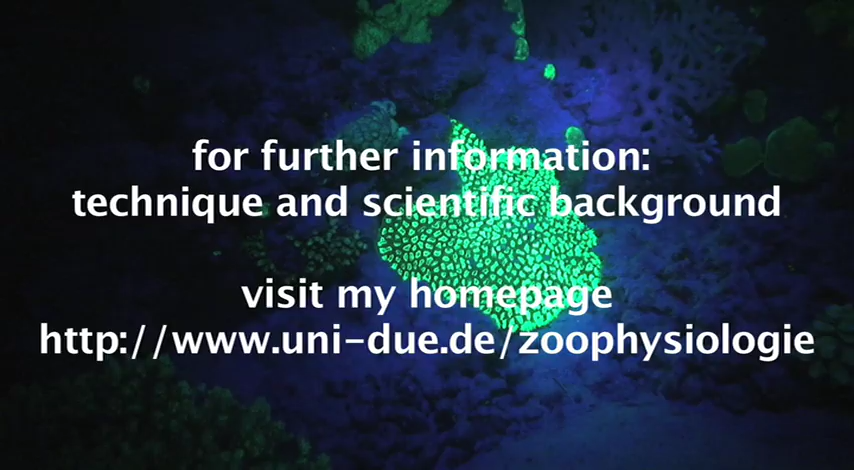 for further information:
technique and scientific background
visit my homepage
http://www.uni-due.de/zoophysiologie